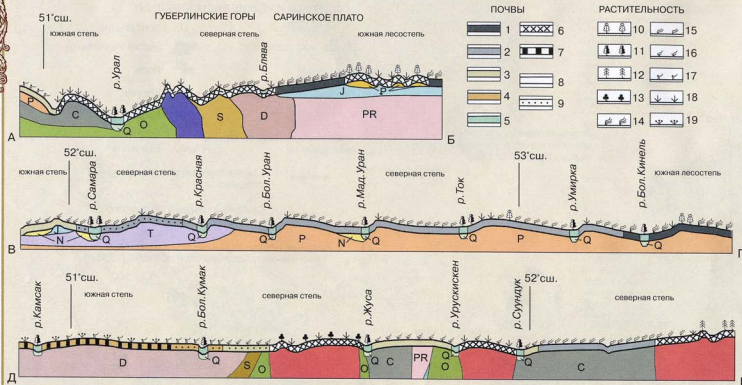 51°сш.
ГУБЕРЛИНСКИЕ ГОРЫ САРИНСКОЕ ПЛАТО
южная степь северная степь южная лесостепь
р.Урал р.Блява
P C Q O S D J P PR
А Б
ПОЧВЫ
1 6
2 7
3 8
4 9
5
РАСТИТЕЛЬНОСТЬ
10 15
11 16
12 17
13 18
14 19
52°сш. 53°сш.
южная степь северная степь северная степь южная лесостепь
р.Самара р.Красная р.Бол.Уран р.Мад.Уран р.Ток р.Умирка р.Бол.Кинель
N Q T Q P Q N Q Q P Q Q
В Г
51°сш. 52°сш.
южная степь северная степь северная степь
р.Камсак р.Бол.Кумак р.Жуса р.Урускискен р.Суундук
Q D Q S O O Q C PR Q O Q C
Д